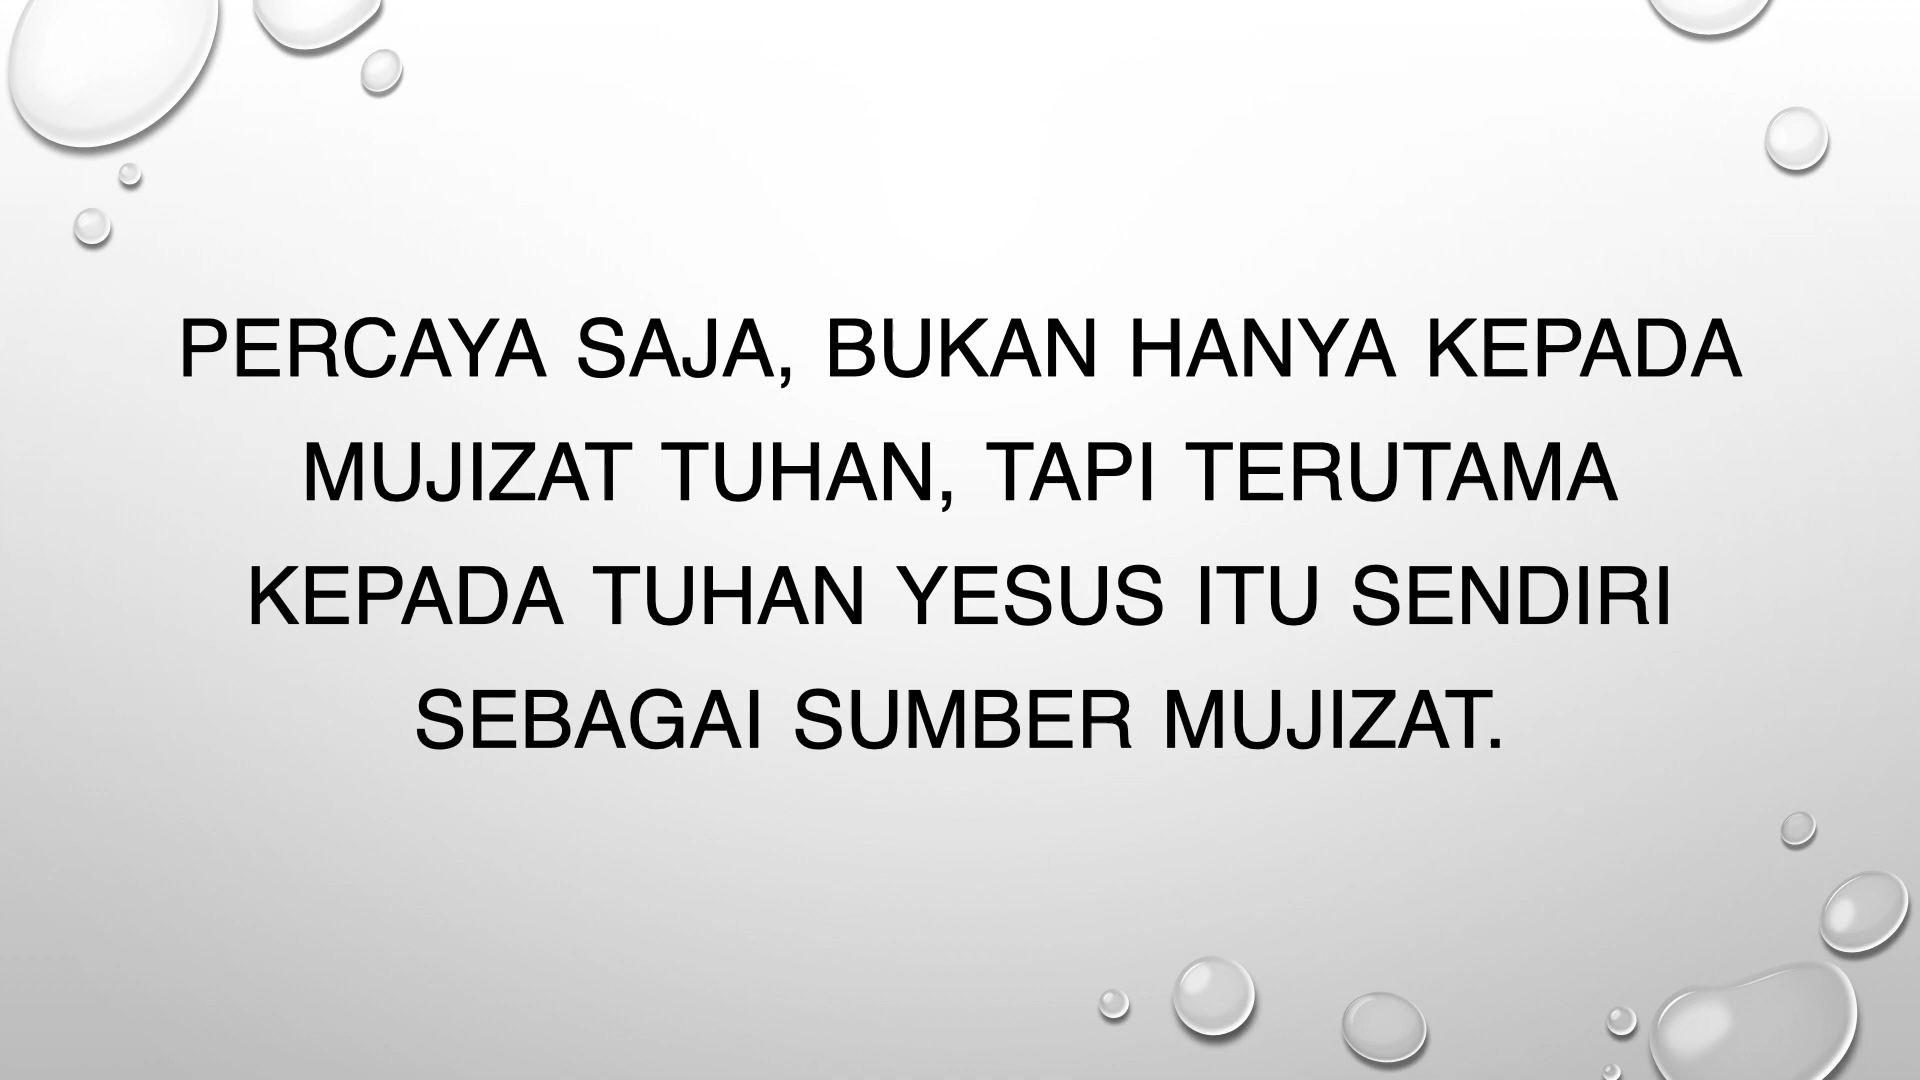 PERCAYA SAJA, BUKAN HANYA KEPADA
MUJIZAT TUHAN, TAPI TERUTAMA
KEPADA TUHAN YESUS ITU SENDIRI
SEBAGAI SUMBER MUJIZAT.